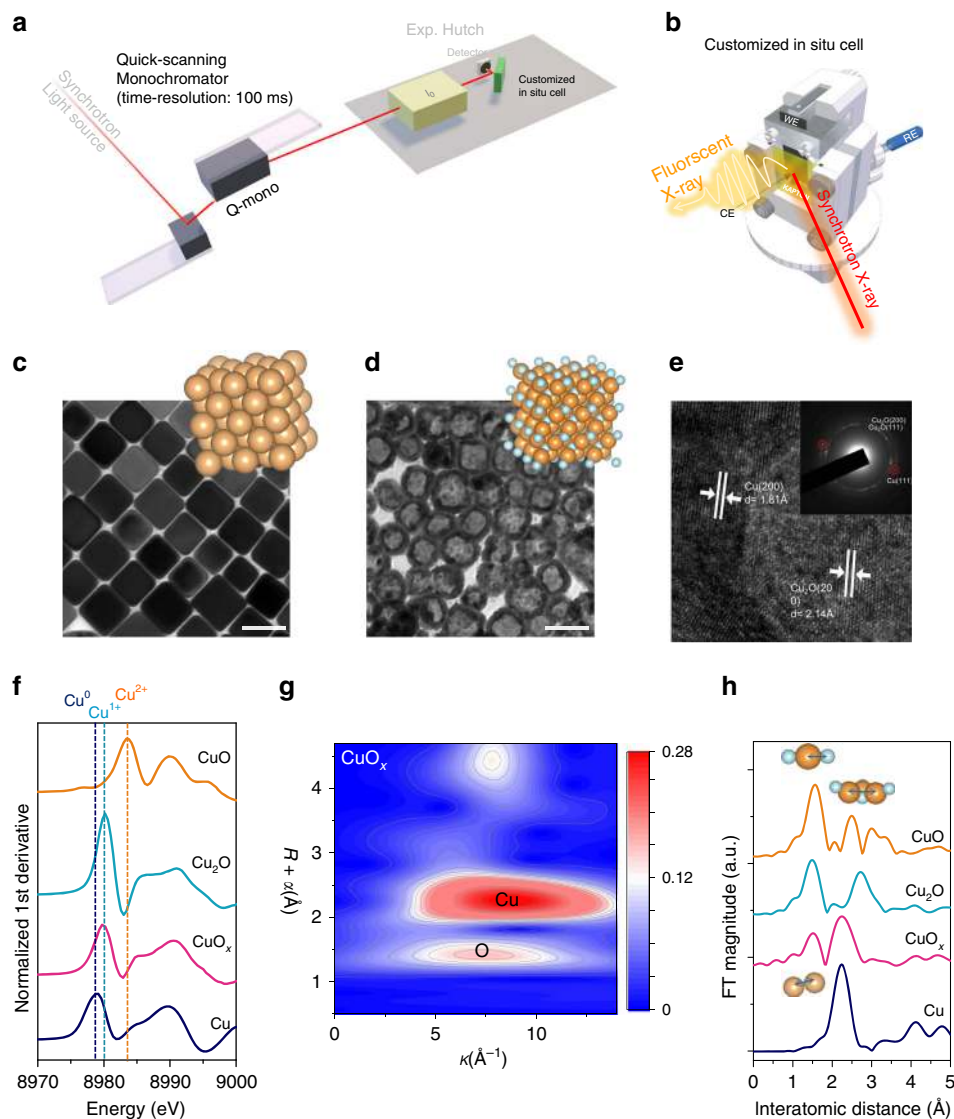 a
Exp. Hutch
Quick-scanning
Monochromator
(time-resolution: 100 ms)
Detector
Customized
in situ cell
I₀
Synchrotron
Light source
Q-mono
b
Customized in situ cell
WE
RE
Fluorscent
X-ray
CE
Synchrotron X-ray
c
d
e
Cu₂O(200)
Cu₂O(111)
Cu(111)
Cu(200)
d= 1.81Å
Cu₂O(20
0)
d= 2.14Å
f
Cu⁰
Cu¹⁺
Cu²⁺
CuO
Cu₂O
CuOₓ
Cu
Normalized 1st derivative
8970 8980 8990 9000
Energy (eV)
g
CuOₓ
Cu
O
R + α(Å)
4
3
2
1
0 5 10
κ(Å⁻¹)
0.28
0.12
0
h
CuO
Cu₂O
CuOₓ
Cu
FT magnitude (a.u.)
0 1 2 3 4 5
Interatomic distance (Å)